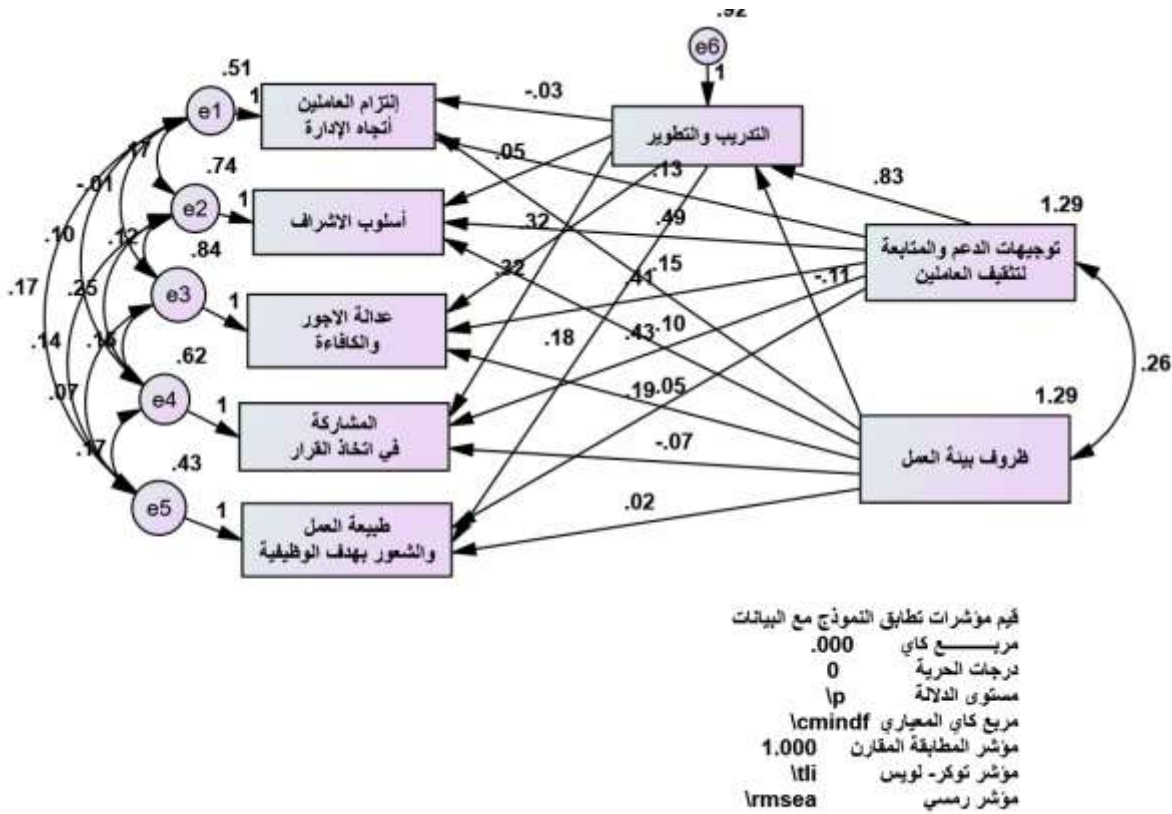 .92
e6
1
.51
e1
1
إلتزام العاملين
أتجاه الإدارة
-.03
التدريب والتطوير
.17
.05
.13
.83
-.01
.74
e2
1
أسلوب الاشراف
.32
.49
1.29
توجيهات الدعم والمتابعة
لتثقيف العاملين
.10
.12
.84
.22
.41
.15
-.11
.17
.25
e3
1
عدالة الاجور
والكافاءة
.18
.43
.10
.14
.15
.62
.26
.07
e4
1
المشاركة
في اتخاذ القرار
.19
.05
1.29
ظروف بيئة العمل
-.07
.17
.43
e5
1
طبيعة العمل
والشعور بهدف الوظيفية
.02
قيم مؤشرات تطابق النموذج مع البيانات
مربـــــــع كاي .000
درجات الحرية 0
مستوى الدلالة \p
مربع كاي المعياري \cmindf
مؤشر المطابقة المقارن 1.000
مؤشر توكر- لويس \tli
مؤشر رمسي \rmsea